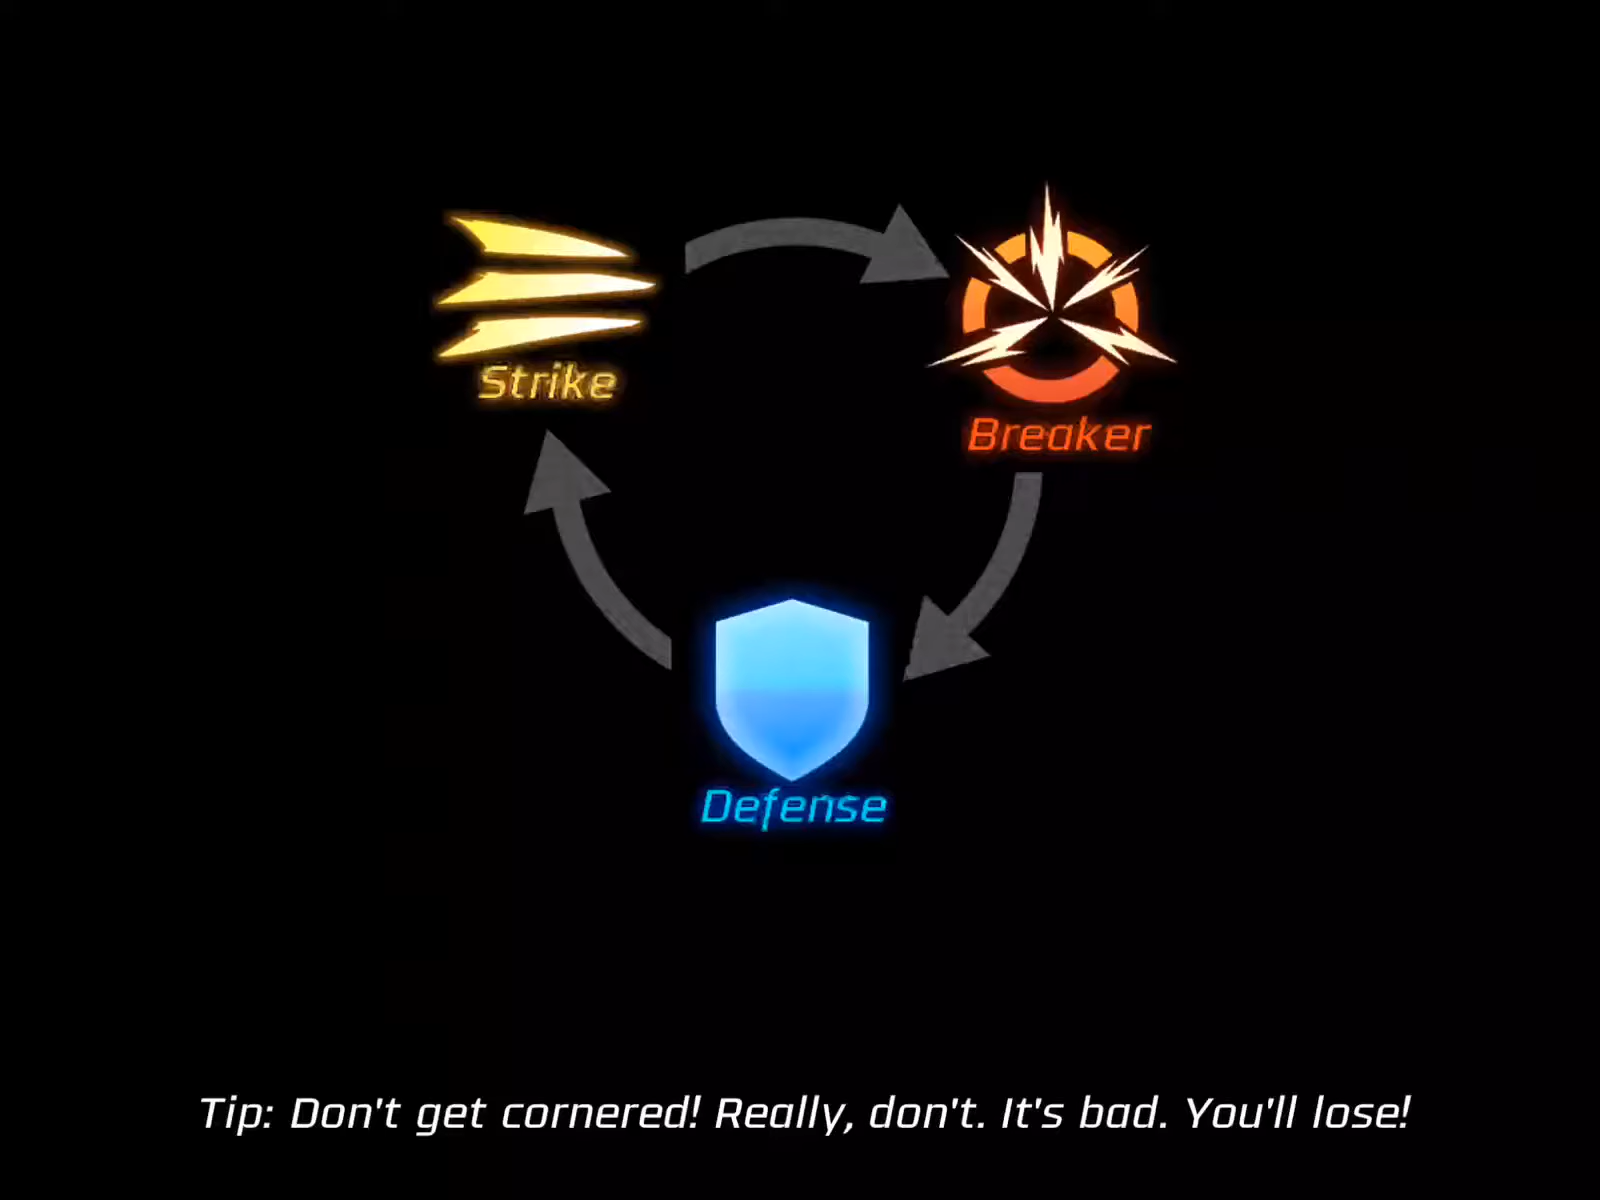 Strike
Breaker
Defense
Tip: Don't get cornered! Really, don't. It's bad. You'll lose!